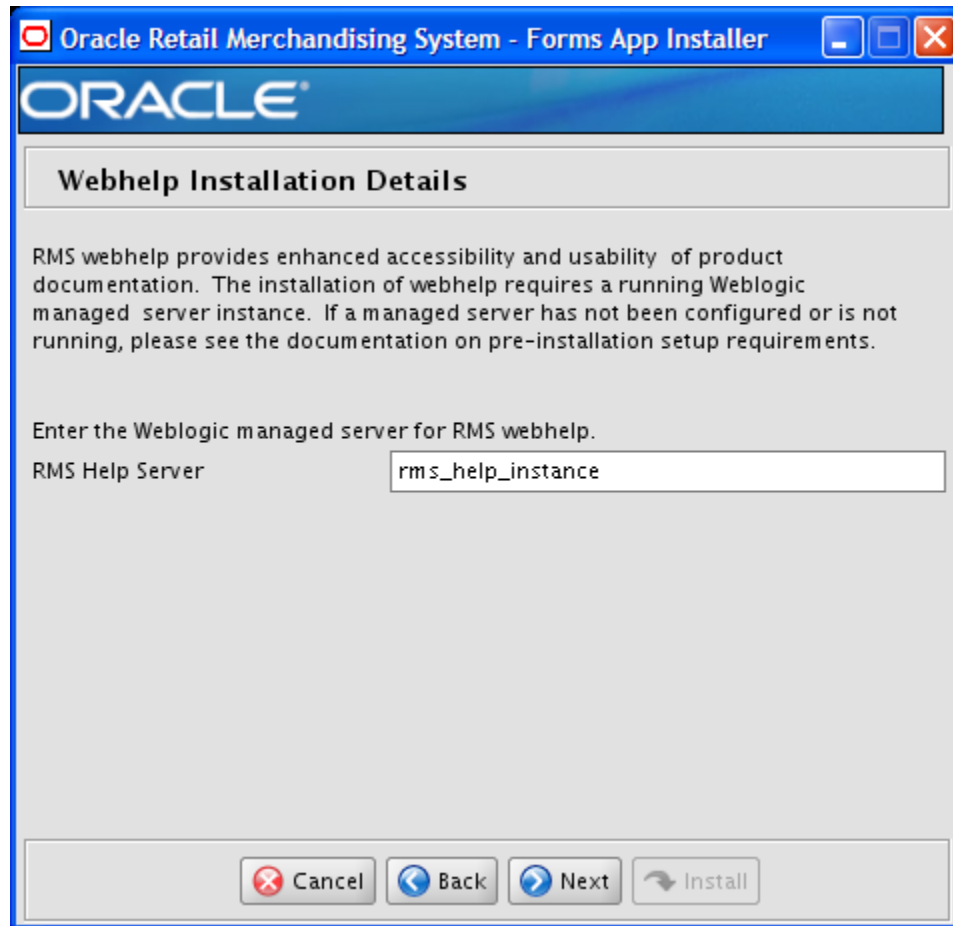 Oracle Retail Merchandising System - Forms App Installer
ORACLE
Webhelp Installation Details
RMS webhelp provides enhanced accessibility and usability of product
documentation. The installation of webhelp requires a running Weblogic
managed server instance. If a managed server has not been configured or is not
running, please see the documentation on pre-installation setup requirements.
Enter the Weblogic managed server for RMS webhelp.
RMS Help Server rms_help_instance
Cancel Back Next Install